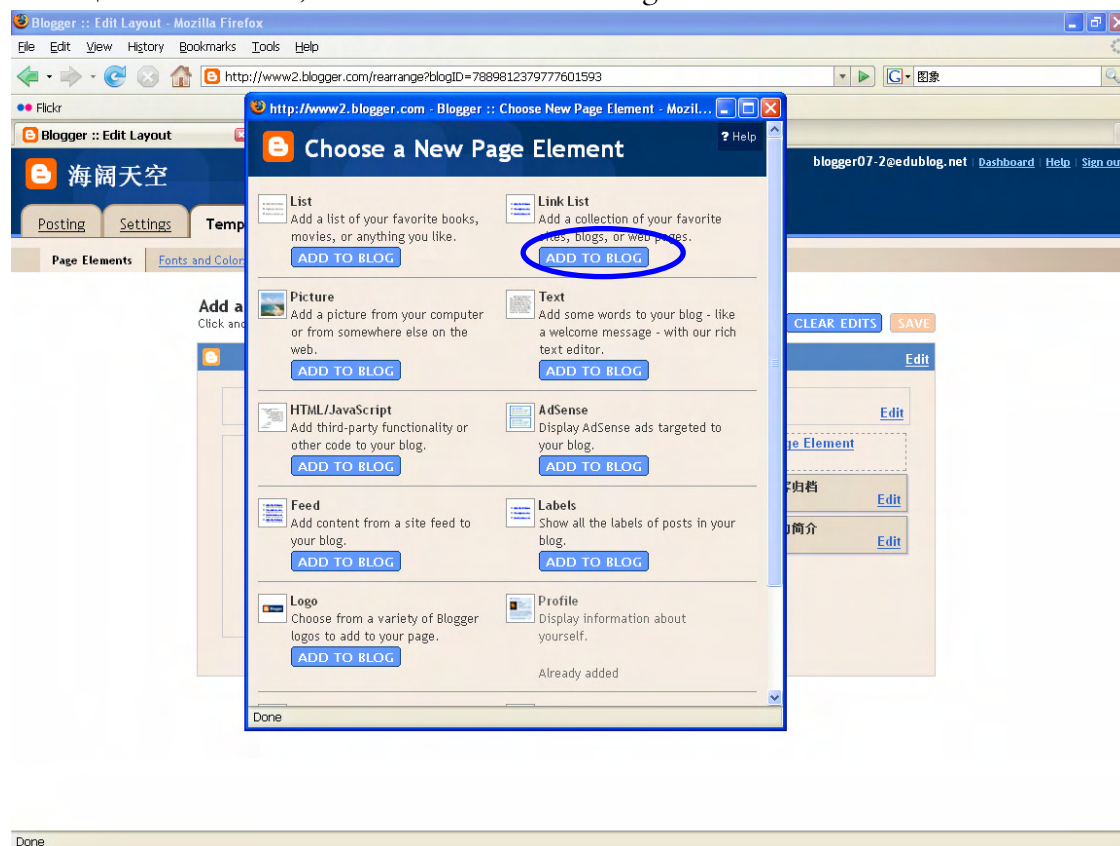 Blogger :: Edit Layout - Mozilla Firefox
File Edit View History Bookmarks Tools Help
http://www2.blogger.com/rearrange?blogID=7889812379777601593
G 图象
Flickr
http://www2.blogger.com - Blogger :: Choose New Page Element - Mozil...
Blogger :: Edit Layout
Choose a New Page Element
? Help
海阔天空
blogger07-2@edublog.net | Dashboard | Help | Sign out
Posting Settings Temp
Page Elements Fonts and Color
List
Add a list of your favorite books,
movies, or anything you like.
ADD TO BLOG
Link List
Add a collection of your favorite
sites, blogs, or web pages.
ADD TO BLOG
Add a
Click and
CLEAR EDITS SAVE
Edit
Picture
Add a picture from your computer
or from somewhere else on the
web.
ADD TO BLOG
Text
Add some words to your blog - like
a welcome message - with our rich
text editor.
ADD TO BLOG
HTML/JavaScript
Add third-party functionality or
other code to your blog.
ADD TO BLOG
AdSense
Display AdSense ads targeted to
your blog.
ADD TO BLOG
Edit
ge Element
归档
Edit
简介
Edit
Feed
Add content from a site feed to
your blog.
ADD TO BLOG
Labels
Show all the labels of posts in your
blog.
ADD TO BLOG
Logo
Choose from a variety of Blogger
logos to add to your page.
ADD TO BLOG
Profile
Display information about
yourself.
Already added
Done
Done